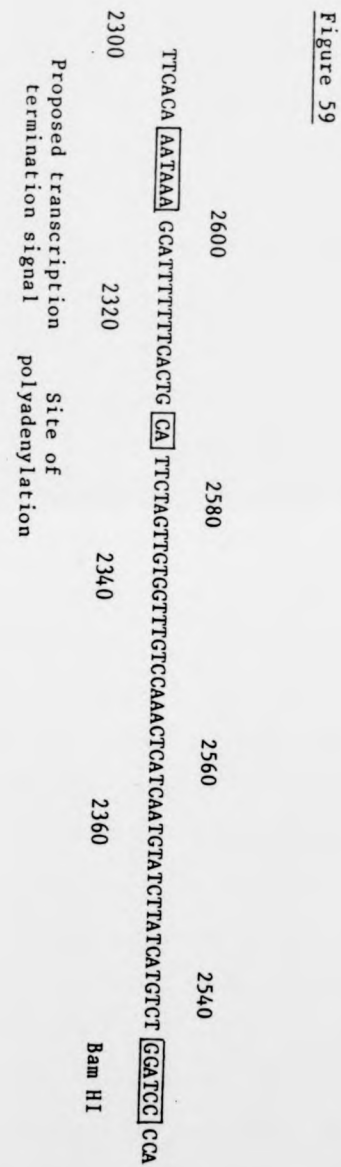 Figure 59
2600 2580 2560 2540
TTCACA AATAAA GCATTTTTTTCACTG CA TTCTAGTTGTGGTTTGTCCAAACTCATCAATGTATCTTATCATGTCT GGATCC CCA
2300 2320 2340 2360 Bam HI
Proposed transcription Site of
termination signal polyadenylation